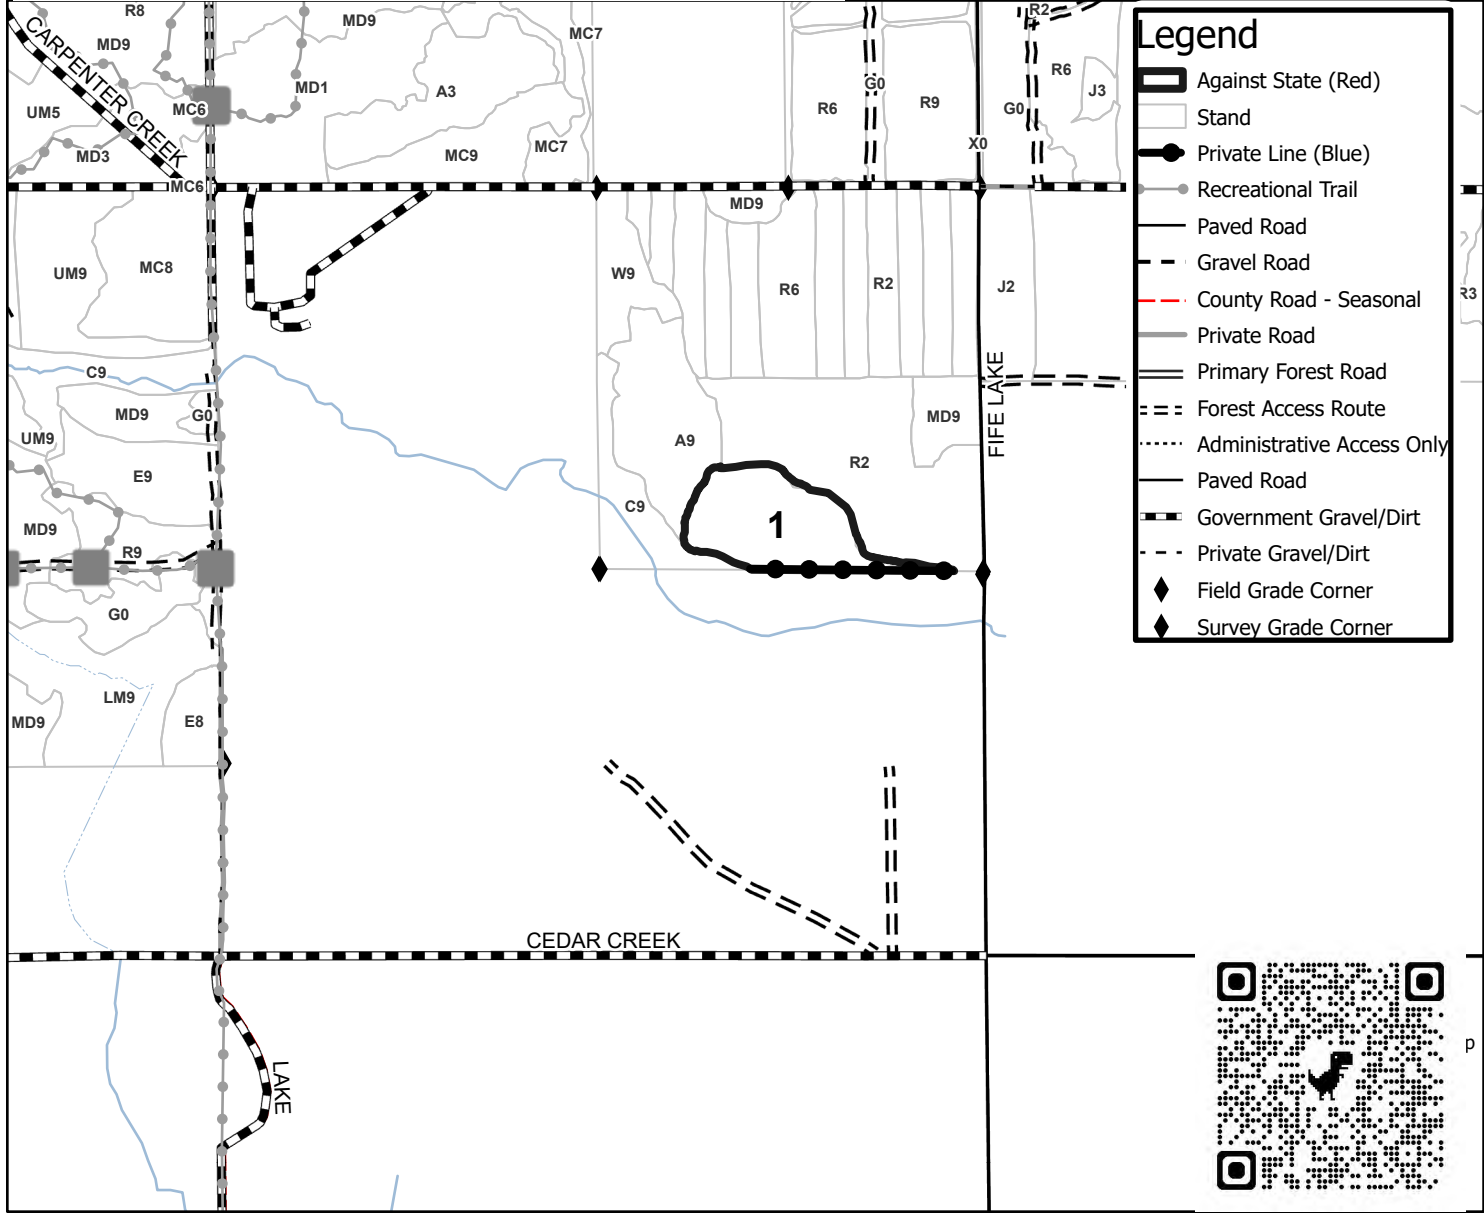 R8
MD9
MD9
CARPENTER CREEK
MC7
R2
R6
MD1
A3
J3
G0
R9
R6
G0
MC6
UM5
X0
MC7
MD3
MC9
MC6
MD9
UM9
MC8
W9
R6
R2
J2
R3
C9
FIFE LAKE
MD9
G0
MD9
UM9
A9
R2
E9
C9
1
MD9
R9
G0
LM9
MD9
E8
CEDAR CREEK
LAKE
p
Legend
Against State (Red)
Stand
Private Line (Blue)
Recreational Trail
Paved Road
Gravel Road
County Road - Seasonal
Private Road
Primary Forest Road
Forest Access Route
Administrative Access Only
Paved Road
Government Gravel/Dirt
Private Gravel/Dirt
Field Grade Corner
Survey Grade Corner